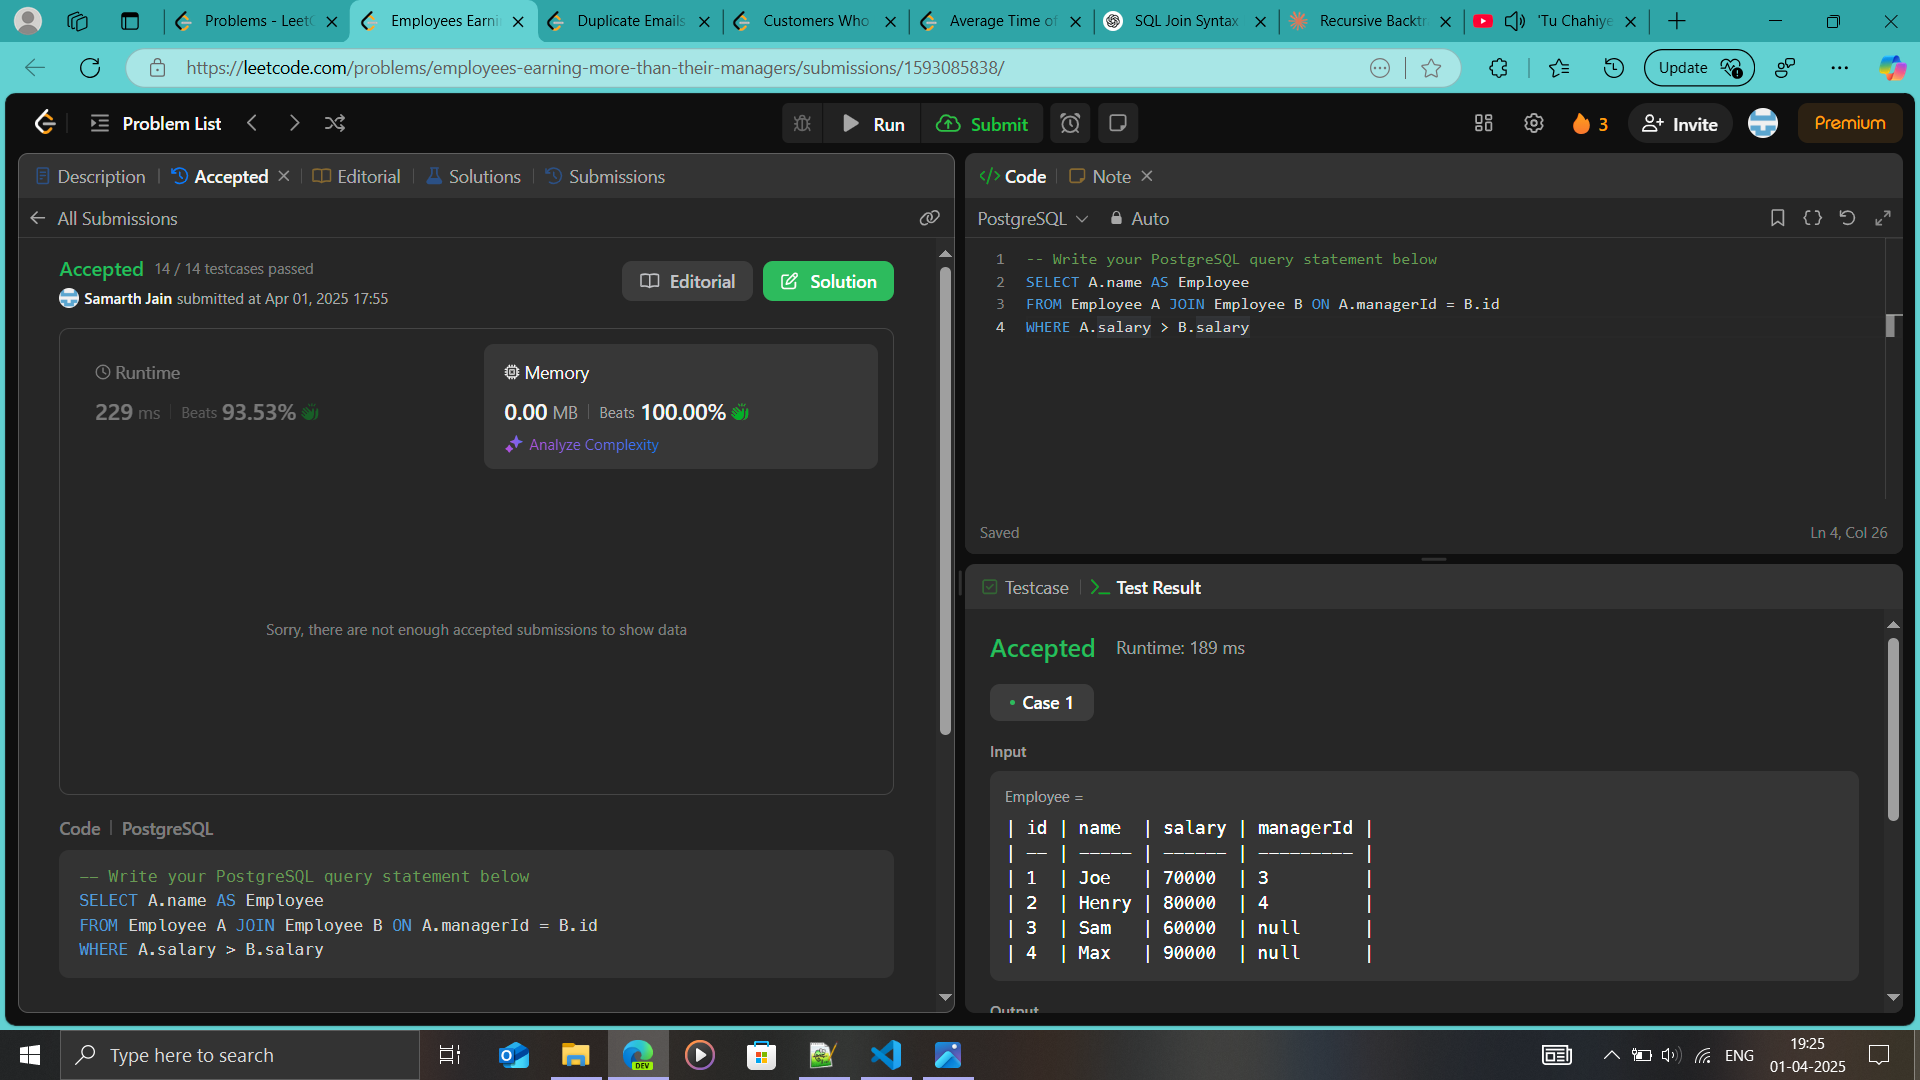 Problems - Leet
Employees Earni
Duplicate Emails
Customers Who
Average Time of
SQL Join Syntax
Recursive Backtr
'Tu Chahiye
https://leetcode.com/problems/employees-earning-more-than-their-managers/submissions/1593085838/
Update
Problem List
Run
Submit
3
Invite
Premium
Description
Accepted
Editorial
Solutions
Submissions
All Submissions
Accepted 14 / 14 testcases passed
Samarth Jain submitted at Apr 01, 2025 17:55
Editorial
Solution
Runtime
229 ms Beats 93.53%
Memory
0.00 MB Beats 100.00%
Analyze Complexity
Sorry, there are not enough accepted submissions to show data
Code | PostgreSQL
-- Write your PostgreSQL query statement below
SELECT A.name AS Employee
FROM Employee A JOIN Employee B ON A.managerId = B.id
WHERE A.salary > B.salary
Code
Note
PostgreSQL
Auto
1 -- Write your PostgreSQL query statement below
2 SELECT A.name AS Employee
3 FROM Employee A JOIN Employee B ON A.managerId = B.id
4 WHERE A.salary > B.salary
Saved
Ln 4, Col 26
Testcase
>_ Test Result
Accepted Runtime: 189 ms
• Case 1
Input
Employee =
| id | name  | salary | managerId |
| -- | ----- | ------ | --------- |
| 1  | Joe   | 70000  | 3         |
| 2  | Henry | 80000  | 4         |
| 3  | Sam   | 60000  | null      |
| 4  | Max   | 90000  | null      |
Output
Type here to search
DEV
ENG
19:25
01-04-2025